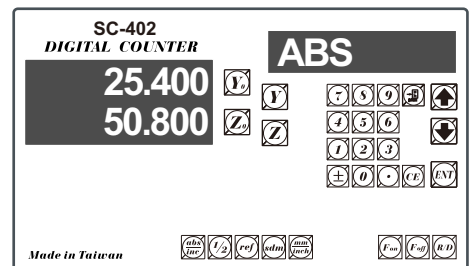 SC-402
DIGITAL COUNTER
ABS
25.400 Y₀ Y
50.800 Z₀ Z
7 8 9
4 5 6
1 2 3
± 0 · CE ENT
abs/inc 1/2 ref sdm mm/inch Fon Foff R/D
Made in Taiwan